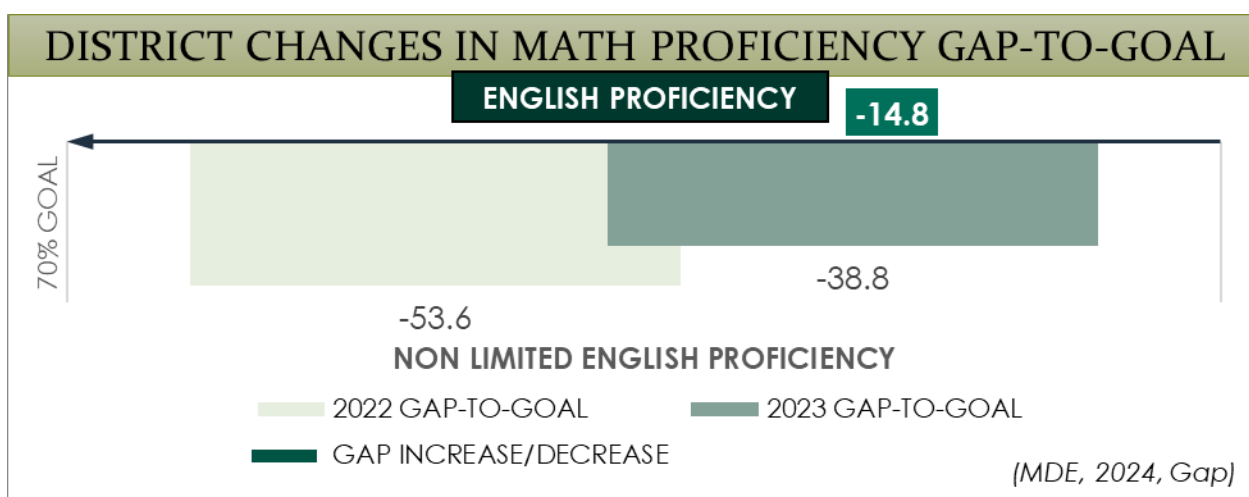 DISTRICT CHANGES IN MATH PROFICIENCY GAP-TO-GOAL
ENGLISH PROFICIENCY
-14.8
70% GOAL
-38.8
-53.6
NON LIMITED ENGLISH PROFICIENCY
2022 GAP-TO-GOAL
2023 GAP-TO-GOAL
GAP INCREASE/DECREASE
(MDE, 2024, Gap)